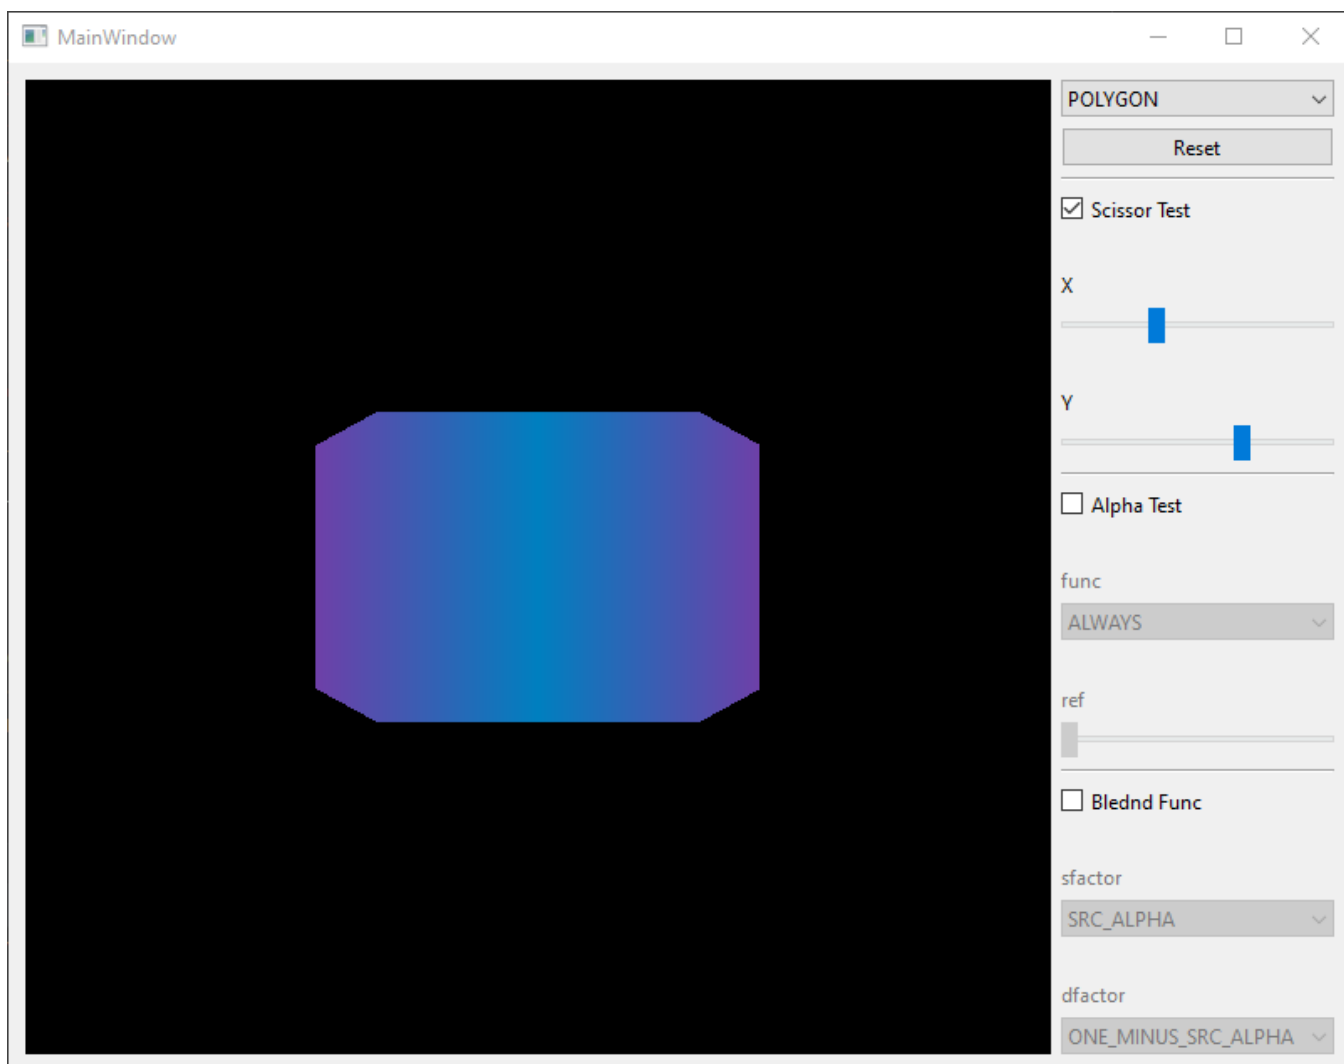 MainWindow
POLYGON
Reset
Scissor Test
X
Y
Alpha Test
func
ALWAYS
ref
Blednd Func
sfactor
SRC_ALPHA
dfactor
ONE_MINUS_SRC_ALPHA